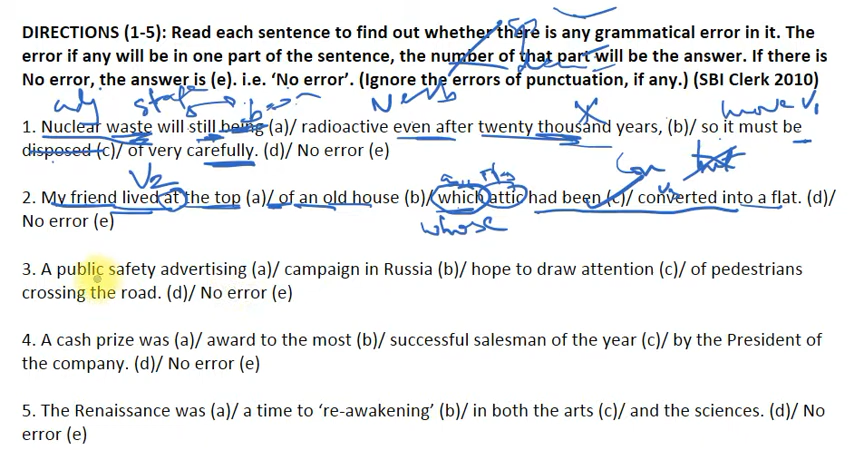 DIRECTIONS (1-5): Read each sentence to find out whether there is any grammatical error in it. The
error if any will be in one part of the sentence, the number of that part will be the answer. If there is
No error, the answer is (e). i.e. ‘No error’. (Ignore the errors of punctuation, if any.) (SBI Clerk 2010)
adj
Verb
move V1
1. Nuclear waste will still being (a)/ radioactive even after twenty thousand years, (b)/ so it must be
disposed (c)/ of very carefully. (d)/ No error (e)
V2
2. My friend lived at the top (a)/ of an old house (b)/ which attic had been (c)/ converted into a flat. (d)/
No error (e)
whose
3. A public safety advertising (a)/ campaign in Russia (b)/ hope to draw attention (c)/ of pedestrians
crossing the road. (d)/ No error (e)
4. A cash prize was (a)/ award to the most (b)/ successful salesman of the year (c)/ by the President of
the company. (d)/ No error (e)
5. The Renaissance was (a)/ a time to ‘re-awakening’ (b)/ in both the arts (c)/ and the sciences. (d)/ No
error (e)